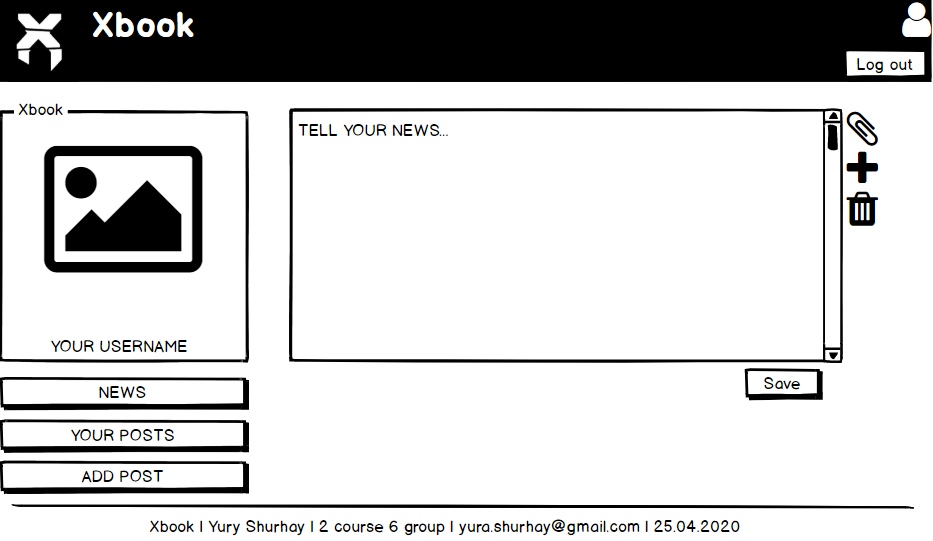 Xbook
Log out
Xbook
YOUR USERNAME
NEWS
YOUR POSTS
ADD POST
TELL YOUR NEWS...
Save
Xbook | Yury Shurhay | 2 course 6 group | yura.shurhay@gmail.com | 25.04.2020